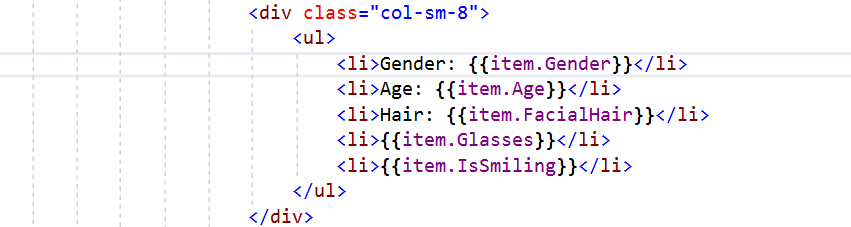 <div class="col-sm-8">
<ul>
<li>Gender: {{item.Gender}}</li>
<li>Age: {{item.Age}}</li>
<li>Hair: {{item.FacialHair}}</li>
<li>{{item.Glasses}}</li>
<li>{{item.IsSmiling}}</li>
</ul>
</div>